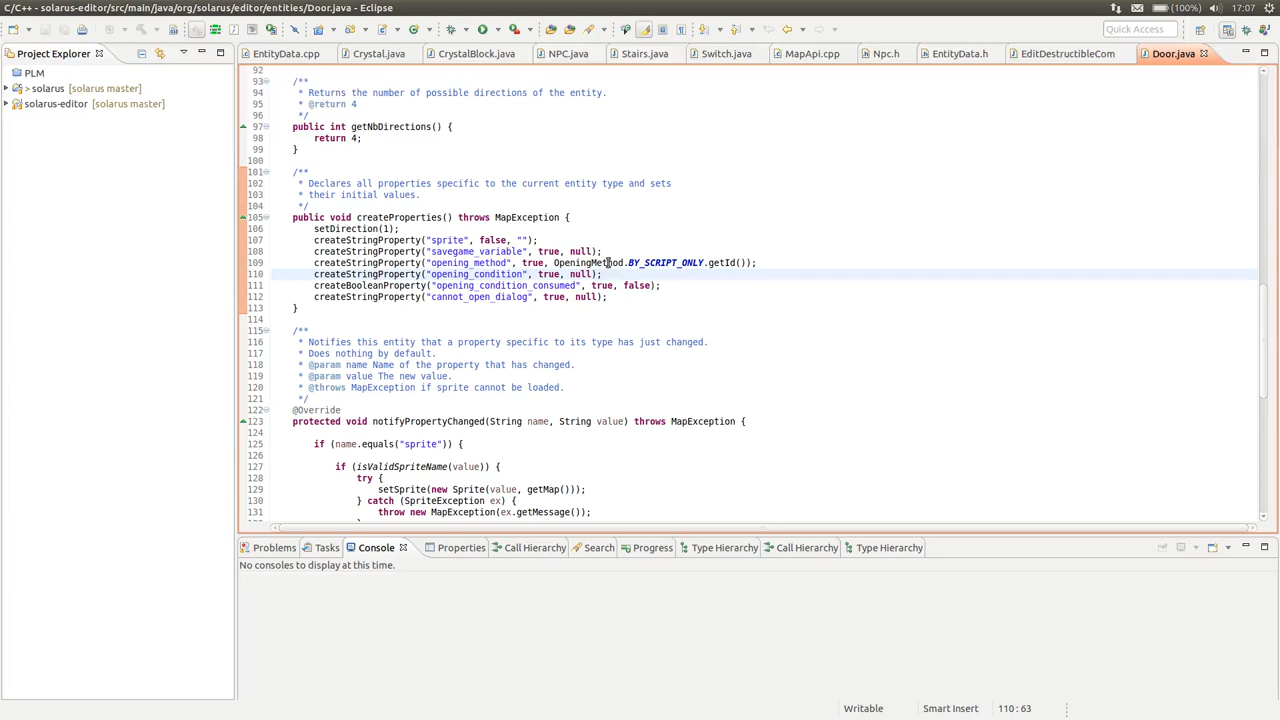 C/C++ - solarus-editor/src/main/java/org/solarus/editor/entities/Door.java - Eclipse
(100%) 17:07
Quick Access
Project Explorer
EntityData.cpp Crystal.java CrystalBlock.java NPC.java Stairs.java Switch.java MapApi.cpp Npc.h EntityData.h EditDestructibleCom Door.java
PLM
> solarus [solarus master]
solarus-editor [solarus master]
92
93 /**
94 * Returns the number of possible directions of the entity.
95 * @return 4
96 */
97 public int getNbDirections() {
98 return 4;
99 }
100
101 /**
102 * Declares all properties specific to the current entity type and sets
103 * their initial values.
104 */
105 public void createProperties() throws MapException {
106 setDirection(1);
107 createStringProperty("sprite", false, "");
108 createStringProperty("savegame_variable", true, null);
109 createStringProperty("opening_method", true, OpeningMethod.BY_SCRIPT_ONLY.getId());
110 createStringProperty("opening_condition", true, null);
111 createBooleanProperty("opening_condition_consumed", true, false);
112 createStringProperty("cannot_open_dialog", true, null);
113 }
114
115 /**
116 * Notifies this entity that a property specific to its type has just changed.
117 * Does nothing by default.
118 * @param name Name of the property that has changed.
119 * @param value The new value.
120 * @throws MapException if sprite cannot be loaded.
121 */
122 @Override
123 protected void notifyPropertyChanged(String name, String value) throws MapException {
124
125 if (name.equals("sprite")) {
126
127 if (isValidSpriteName(value)) {
128 try {
129 setSprite(new Sprite(value, getMap()));
130 } catch (SpriteException ex) {
131 throw new MapException(ex.getMessage());
Problems Tasks Console Properties Call Hierarchy Search Progress Type Hierarchy Call Hierarchy Type Hierarchy
No consoles to display at this time.
Writable Smart Insert 110 : 63